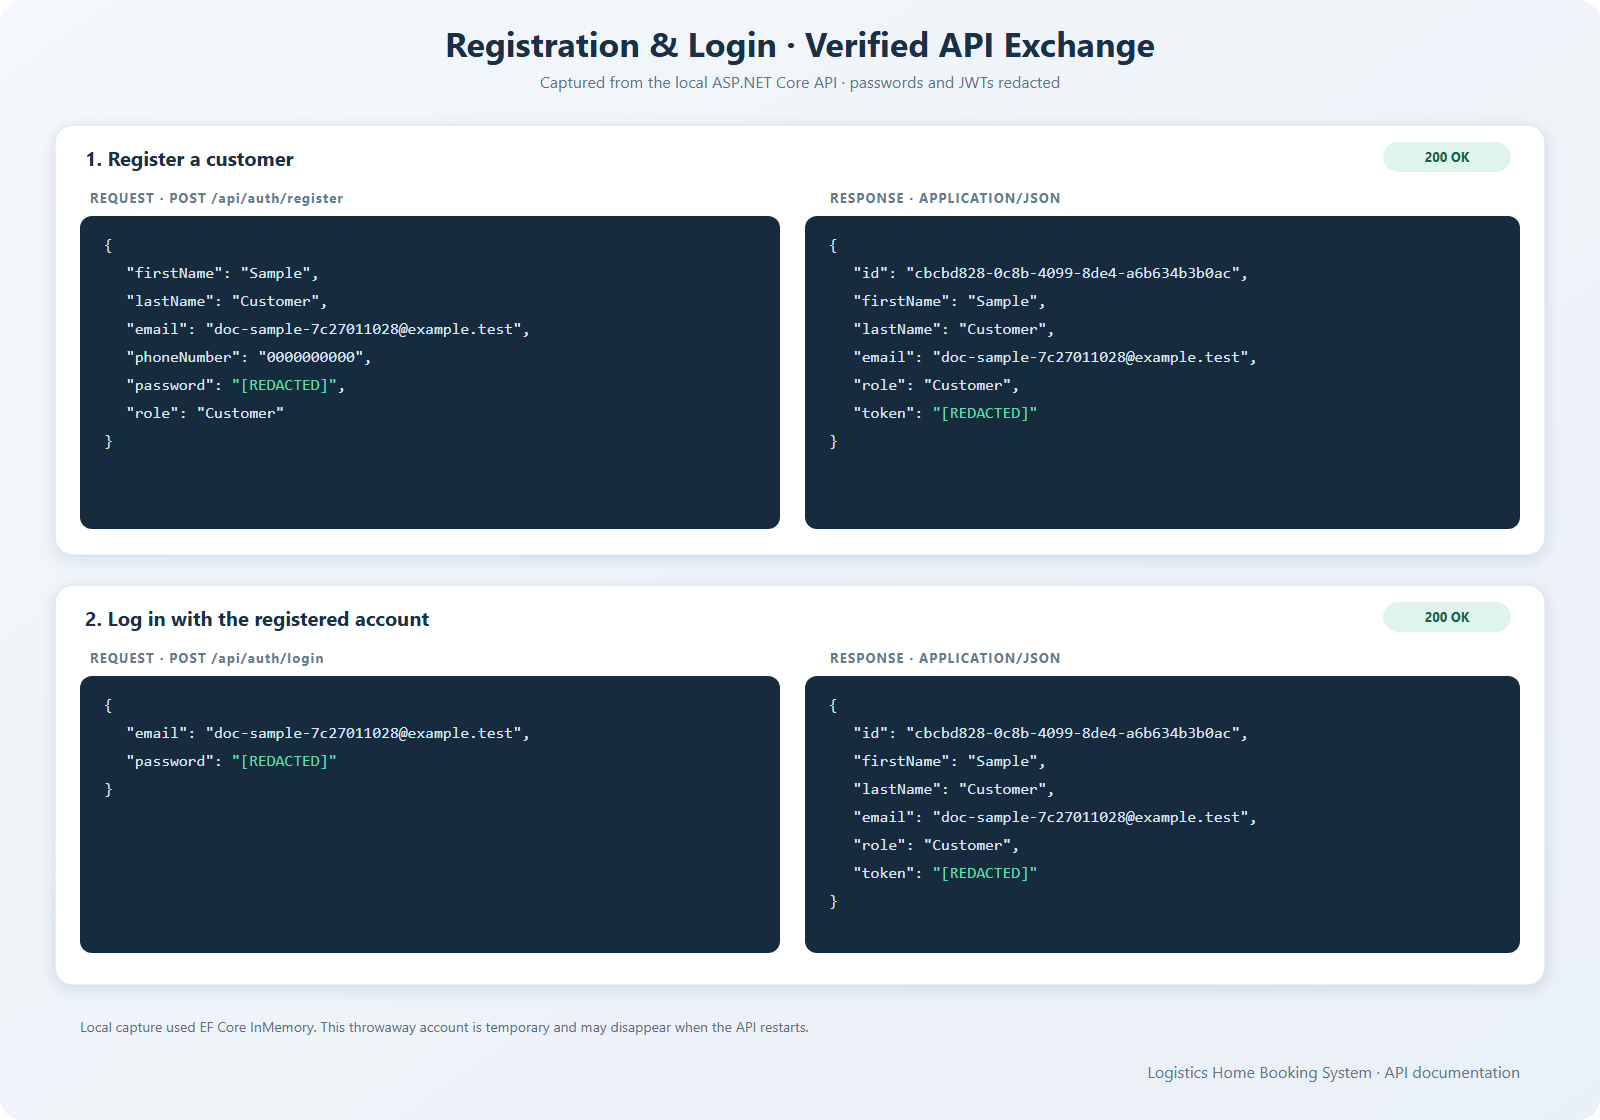 Registration & Login · Verified API Exchange
Captured from the local ASP.NET Core API · passwords and JWTs redacted
1. Register a customer
200 OK
REQUEST · POST /api/auth/register
{
"firstName": "Sample",
"lastName": "Customer",
"email": "doc-sample-7c27011028@example.test",
"phoneNumber": "0000000000",
"password": "[REDACTED]",
"role": "Customer"
}
RESPONSE · APPLICATION/JSON
{
"id": "cbcbd828-0c8b-4099-8de4-a6b634b3b0ac",
"firstName": "Sample",
"lastName": "Customer",
"email": "doc-sample-7c27011028@example.test",
"role": "Customer",
"token": "[REDACTED]"
}
2. Log in with the registered account
200 OK
REQUEST · POST /api/auth/login
{
"email": "doc-sample-7c27011028@example.test",
"password": "[REDACTED]"
}
RESPONSE · APPLICATION/JSON
{
"id": "cbcbd828-0c8b-4099-8de4-a6b634b3b0ac",
"firstName": "Sample",
"lastName": "Customer",
"email": "doc-sample-7c27011028@example.test",
"role": "Customer",
"token": "[REDACTED]"
}
Local capture used EF Core InMemory. This throwaway account is temporary and may disappear when the API restarts.
Logistics Home Booking System · API documentation